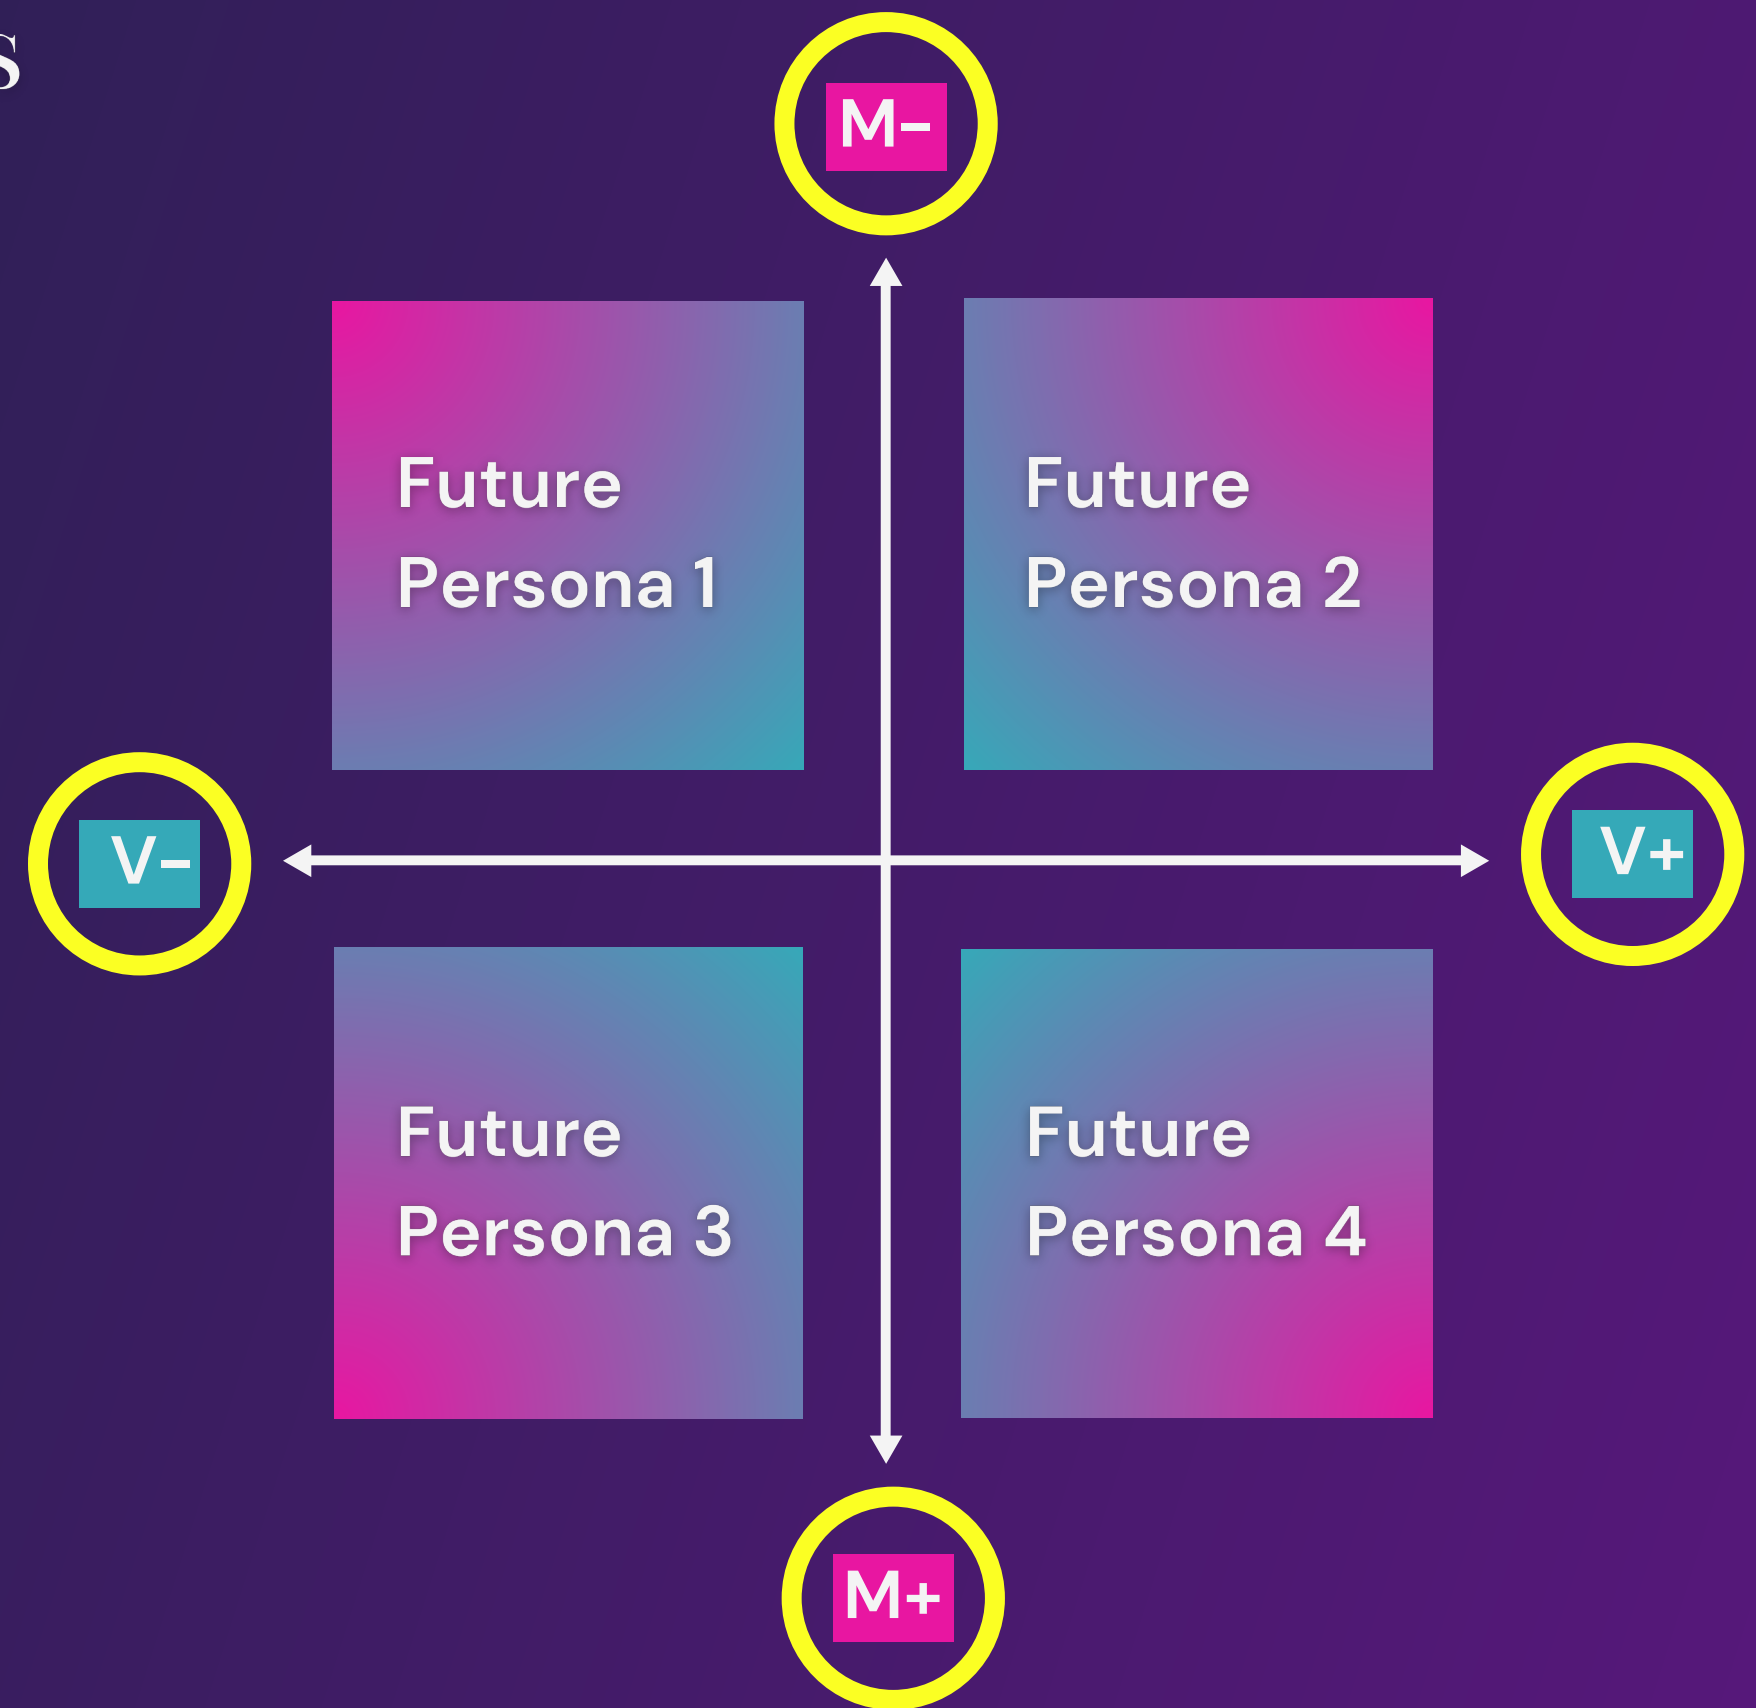 s
M-
Future
Persona 1
Future
Persona 2
V-
V+
Future
Persona 3
Future
Persona 4
M+